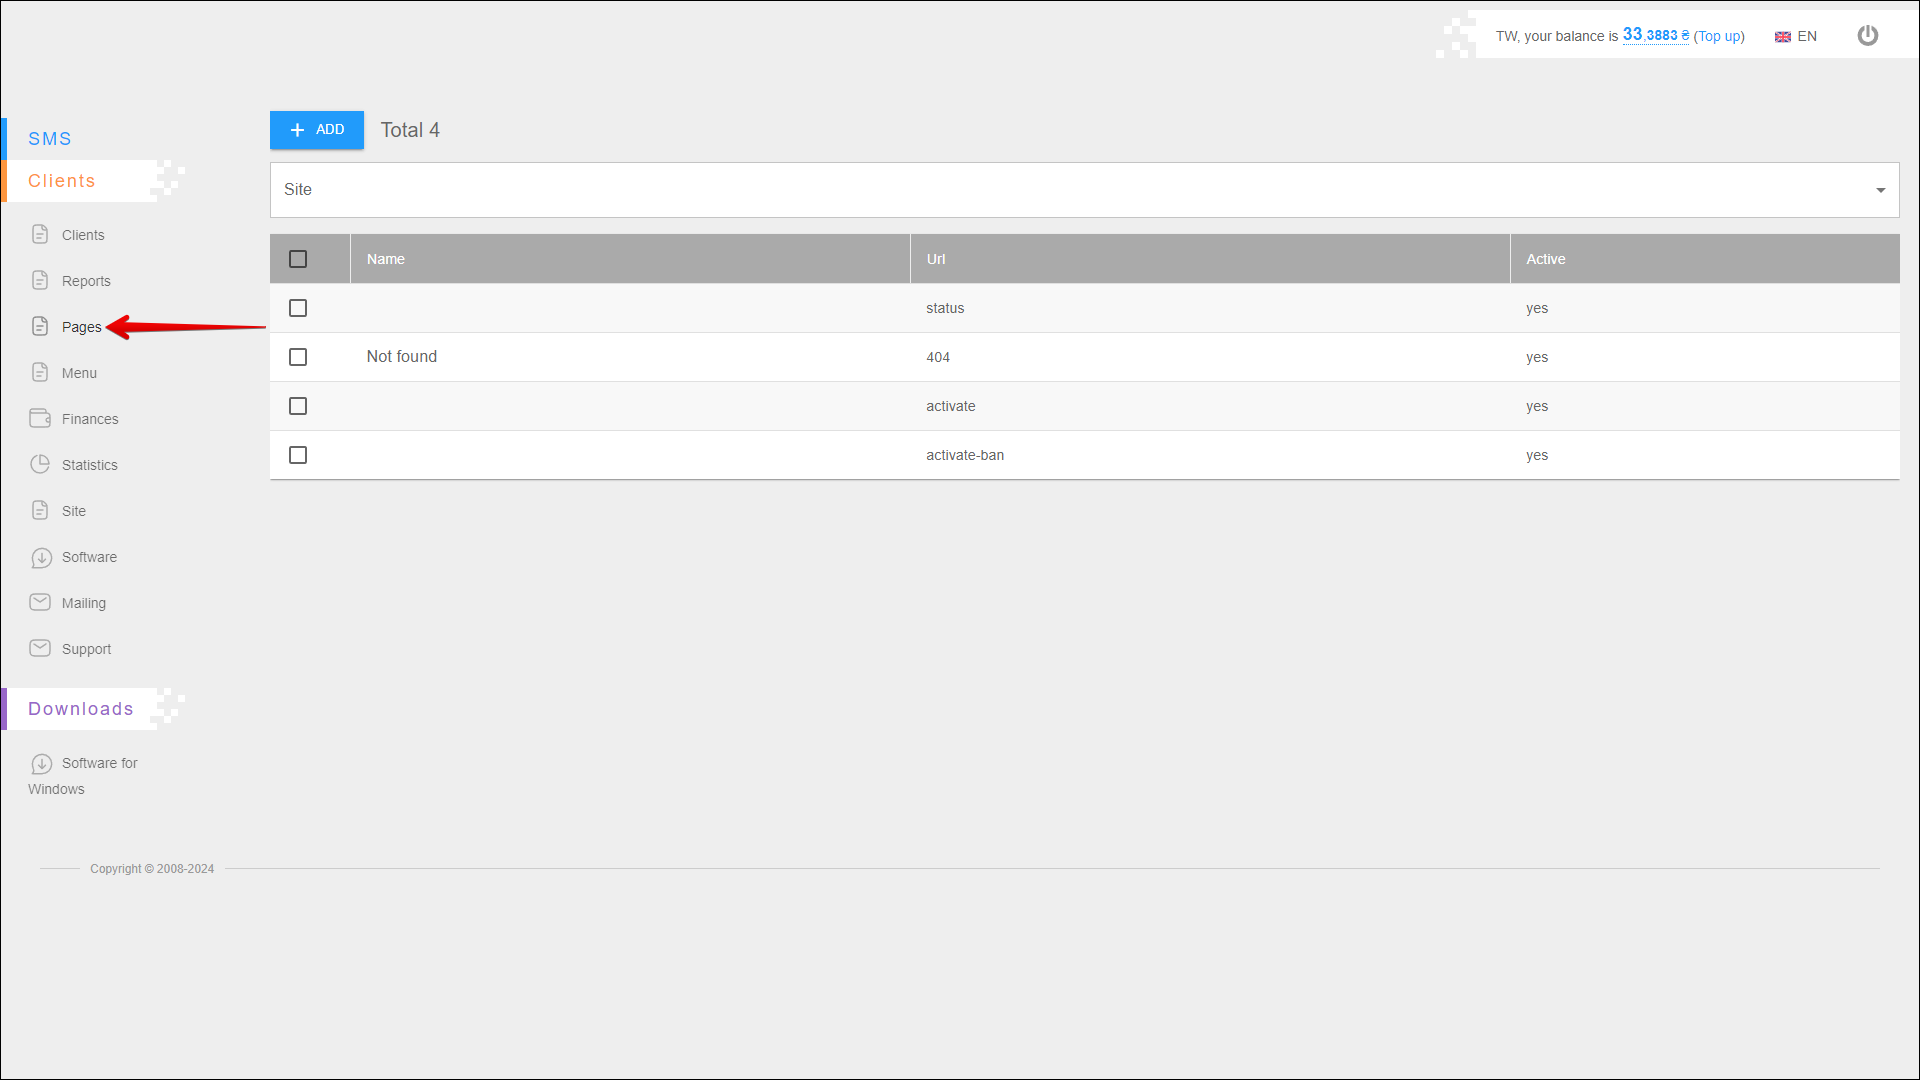 TW, your balance is 33,3883 ₴ (Top up) EN
SMS
Clients
Clients
Reports
Pages
Menu
Finances
Statistics
Site
Software
Mailing
Support
Downloads
Software for
Windows
ADD Total 4
Site
Name Url Active
status yes
Not found 404 yes
activate yes
activate-ban yes
Copyright © 2008-2024